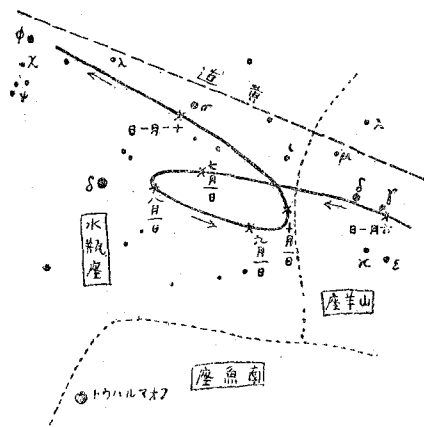 φ
χ
ψ
λ
黄道
σ
十一月一日
ι
μ
λ
δ
γ
六月一日
κ
ε
δ
七月一日
八月一日
九月一日
十月一日
水瓶座
山羊座
南魚座
フオマルハウト